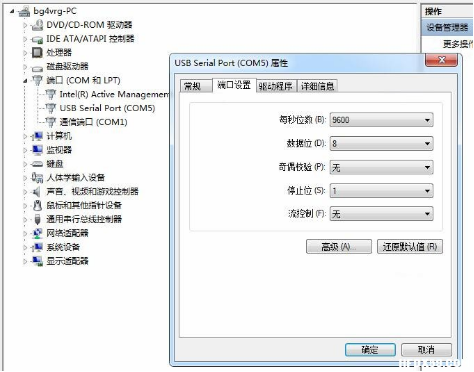 bg4vrg-PC
DVD/CD-ROM 驱动器
IDE ATA/ATAPI 控制器
处理器
磁盘驱动器
端口 (COM 和 LPT)
Intel(R) Active Management
USB Serial Port (COM5)
通信端口 (COM1)
计算机
监视器
键盘
人体学输入设备
声音、视频和游戏控制器
鼠标和其他指针设备
通用串行总线控制器
网络适配器
系统设备
显示适配器
操作
设备管理器
更多操作
USB Serial Port (COM5) 属性
常规 端口设置 驱动程序 详细信息
每秒位数 (B): 9600
数据位 (D): 8
奇偶校验 (P): 无
停止位 (S): 1
流控制 (F): 无
高级 (A)... 还原默认值 (R)
确定 取消